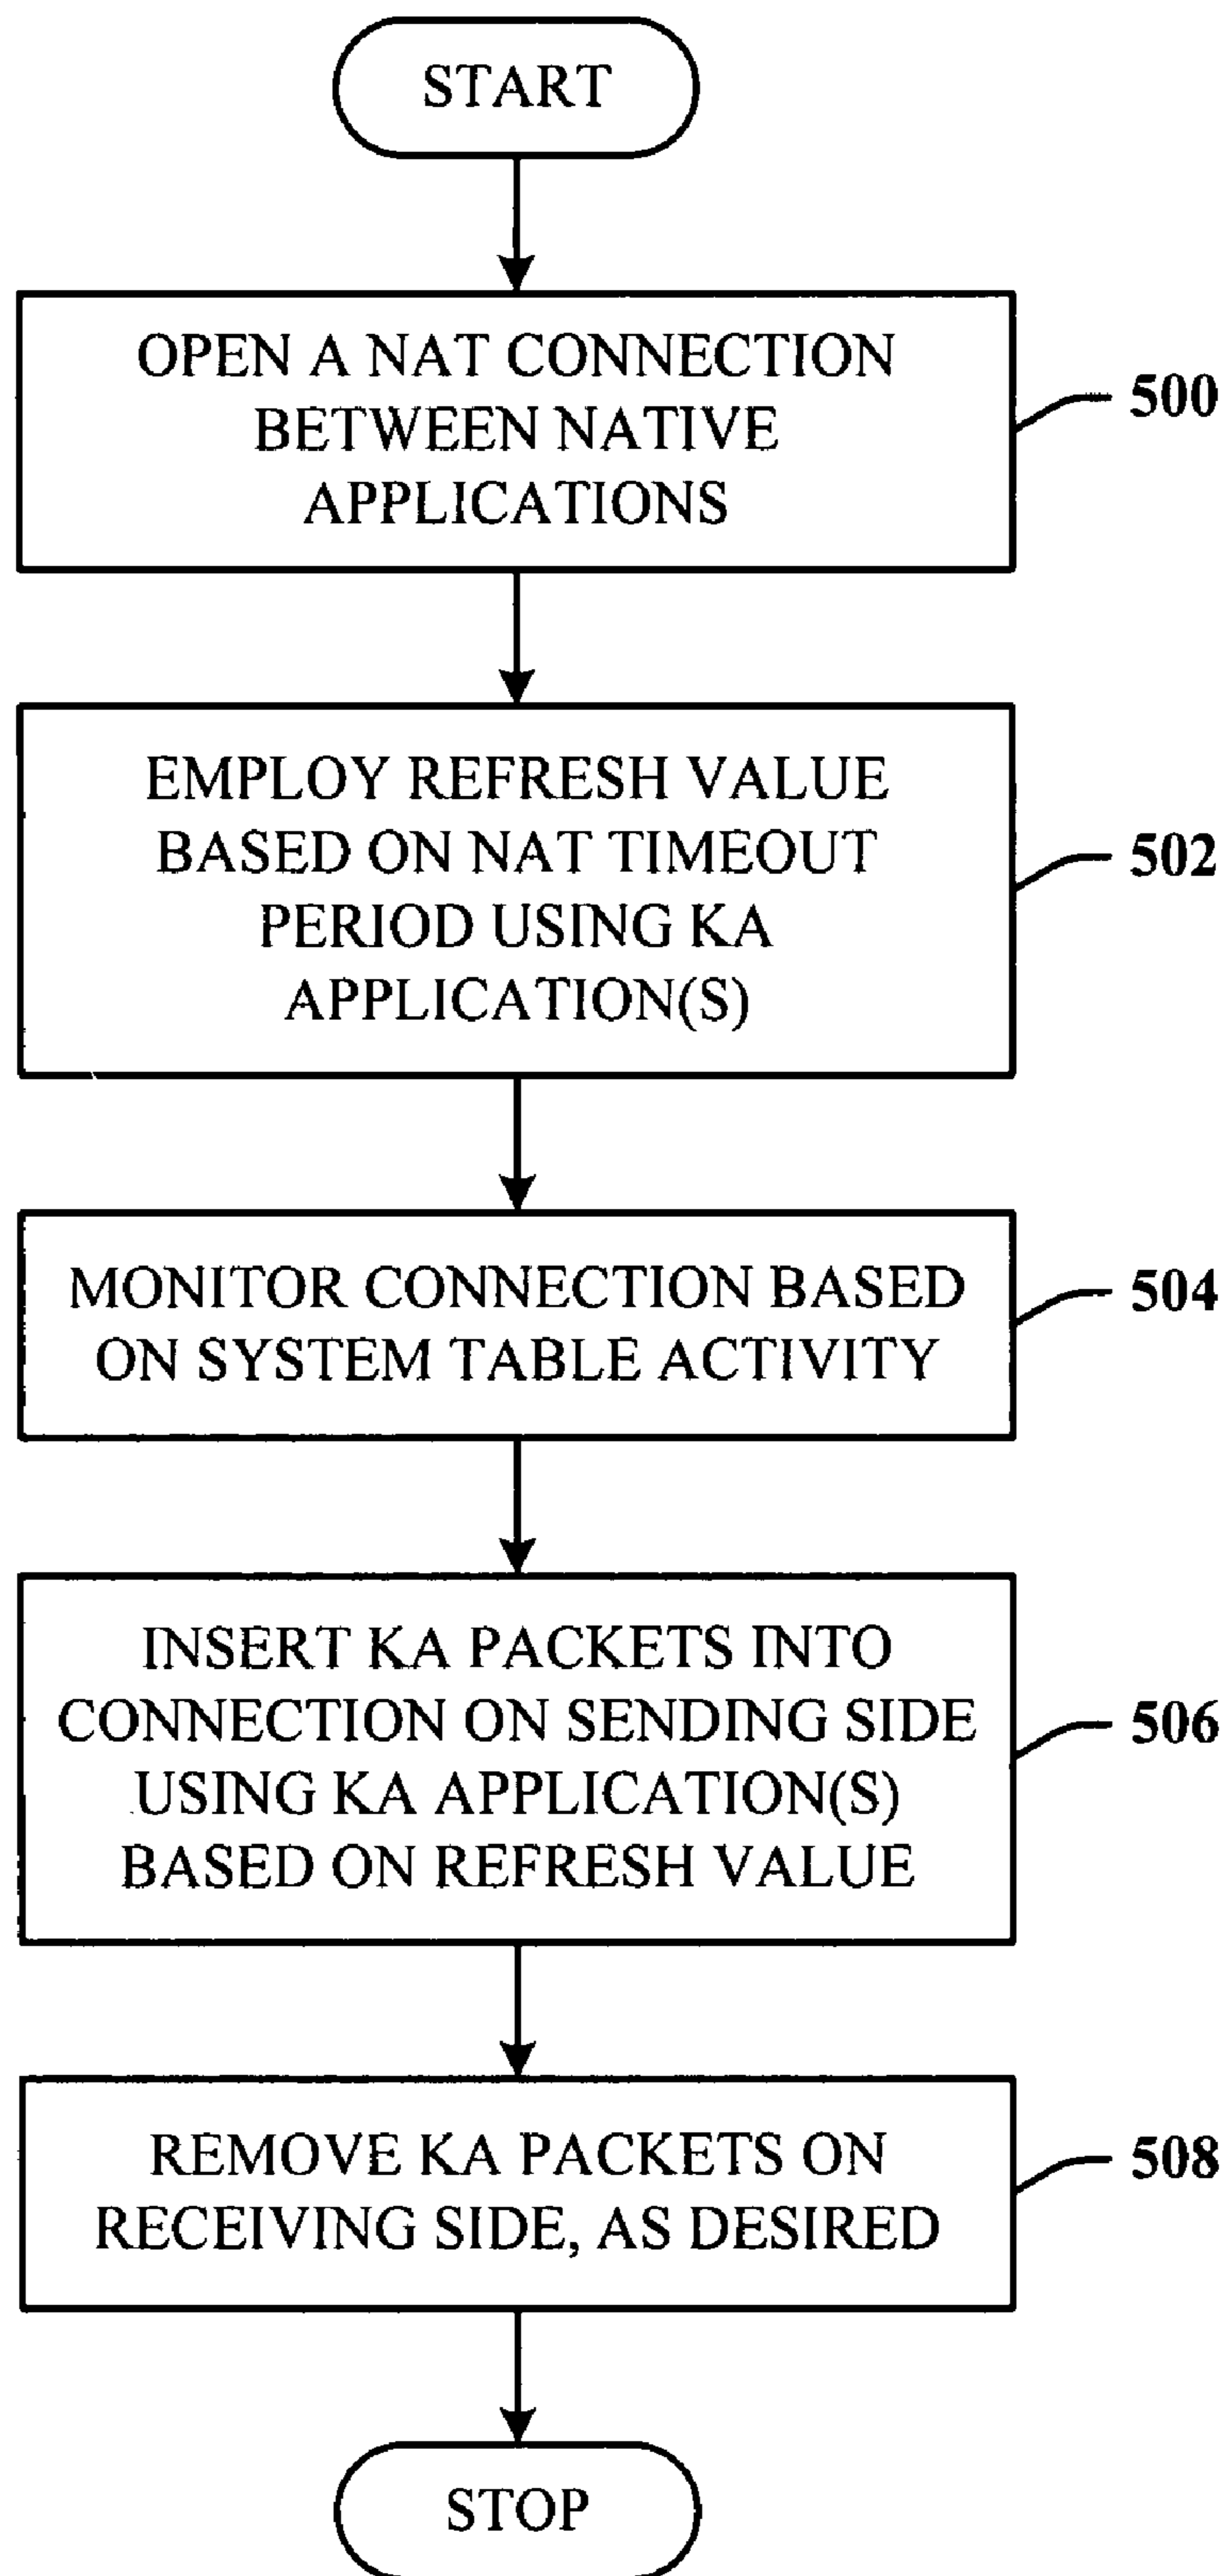 START
OPEN A NAT CONNECTION
BETWEEN NATIVE
APPLICATIONS
500
EMPLOY REFRESH VALUE
BASED ON NAT TIMEOUT
PERIOD USING KA
APPLICATION(S)
502
MONITOR CONNECTION BASED
ON SYSTEM TABLE ACTIVITY
504
INSERT KA PACKETS INTO
CONNECTION ON SENDING SIDE
USING KA APPLICATION(S)
BASED ON REFRESH VALUE
506
REMOVE KA PACKETS ON
RECEIVING SIDE, AS DESIRED
508
STOP